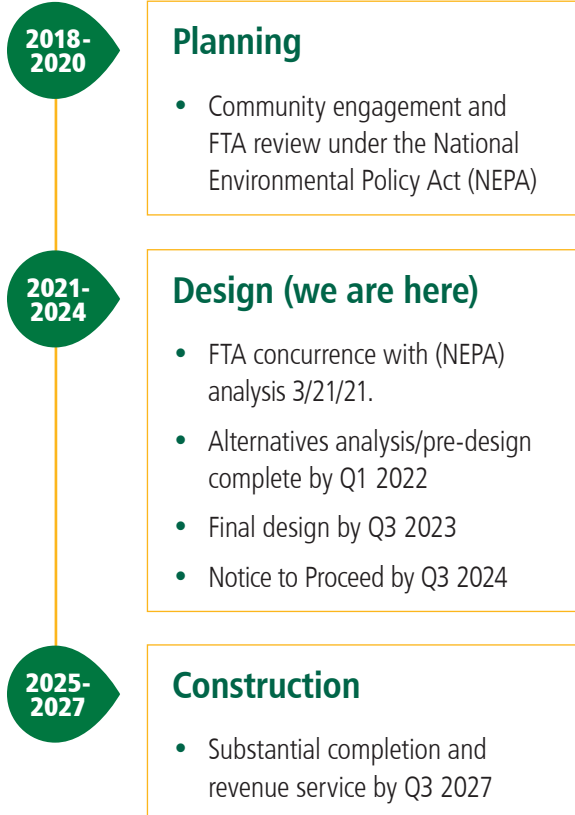 2018-
2020
Planning
• Community engagement and
FTA review under the National
Environmental Policy Act (NEPA)
2021-
2024
Design (we are here)
• FTA concurrence with (NEPA)
analysis 3/21/21.
• Alternatives analysis/pre-design
complete by Q1 2022
• Final design by Q3 2023
• Notice to Proceed by Q3 2024
2025-
2027
Construction
• Substantial completion and
revenue service by Q3 2027